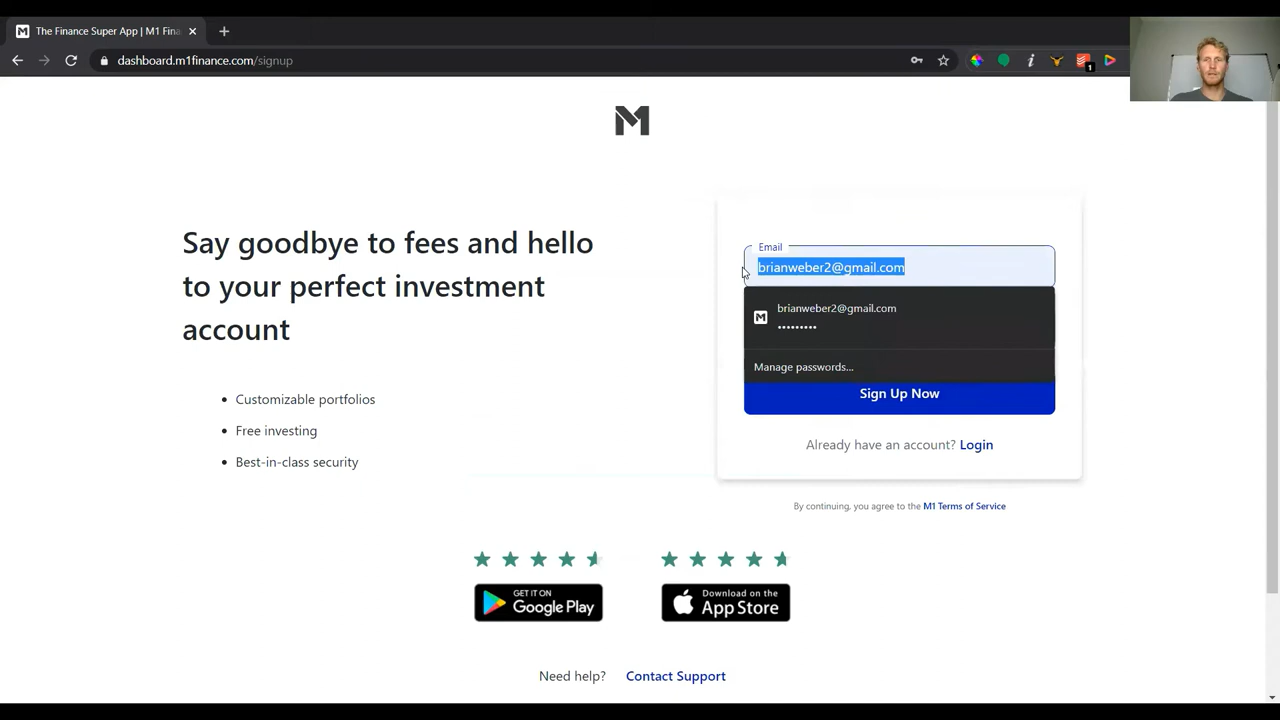 The Finance Super App | M1 Fina
dashboard.m1finance.com/signup
1
M
Say goodbye to fees and hello
to your perfect investment
account
• Customizable portfolios
• Free investing
• Best-in-class security
Email
brianweber2@gmail.com
brianweber2@gmail.com
•••••••••
Manage passwords...
Sign Up Now
Already have an account? Login
By continuing, you agree to the M1 Terms of Service
GET IT ON
Google Play
Download on the
App Store
Need help? Contact Support